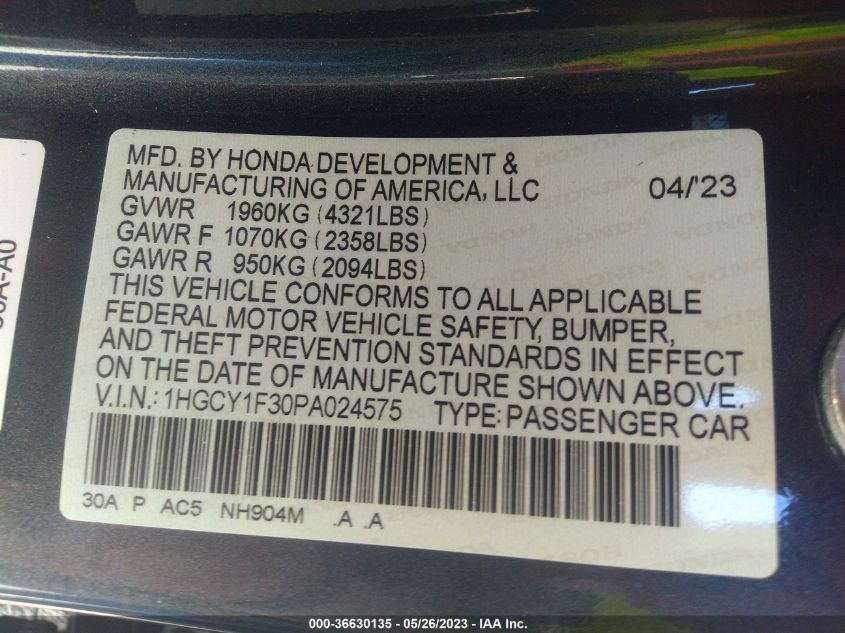 MFD. BY HONDA DEVELOPMENT &
MANUFACTURING OF AMERICA, LLC 04/'23
GVWR 1960KG (4321LBS)
GAWR F 1070KG (2358LBS)
GAWR R 950KG (2094LBS)
THIS VEHICLE CONFORMS TO ALL APPLICABLE
FEDERAL MOTOR VEHICLE SAFETY, BUMPER,
AND THEFT PREVENTION STANDARDS IN EFFECT
ON THE DATE OF MANUFACTURE SHOWN ABOVE.
V.I.N.: 1HGCY1F30PA024575 TYPE: PASSENGER CAR
30A P AC5 NH904M .A .A
000-36630135 - 05/26/2023 - IAA Inc.